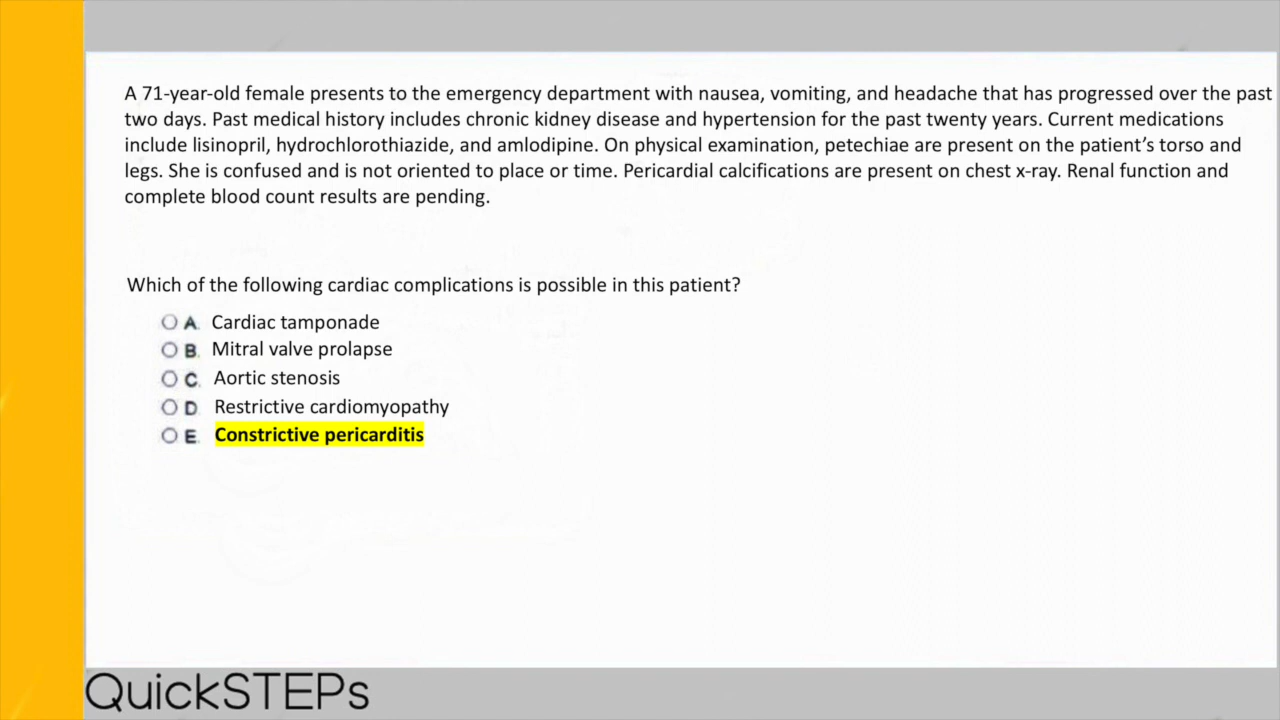 A 71-year-old female presents to the emergency department with nausea, vomiting, and headache that has progressed over the past
two days. Past medical history includes chronic kidney disease and hypertension for the past twenty years. Current medications
include lisinopril, hydrochlorothiazide, and amlodipine. On physical examination, petechiae are present on the patient’s torso and
legs. She is confused and is not oriented to place or time. Pericardial calcifications are present on chest x-ray. Renal function and
complete blood count results are pending.
Which of the following cardiac complications is possible in this patient?
A. Cardiac tamponade
B. Mitral valve prolapse
C. Aortic stenosis
D. Restrictive cardiomyopathy
E. Constrictive pericarditis
QuickSTEPs